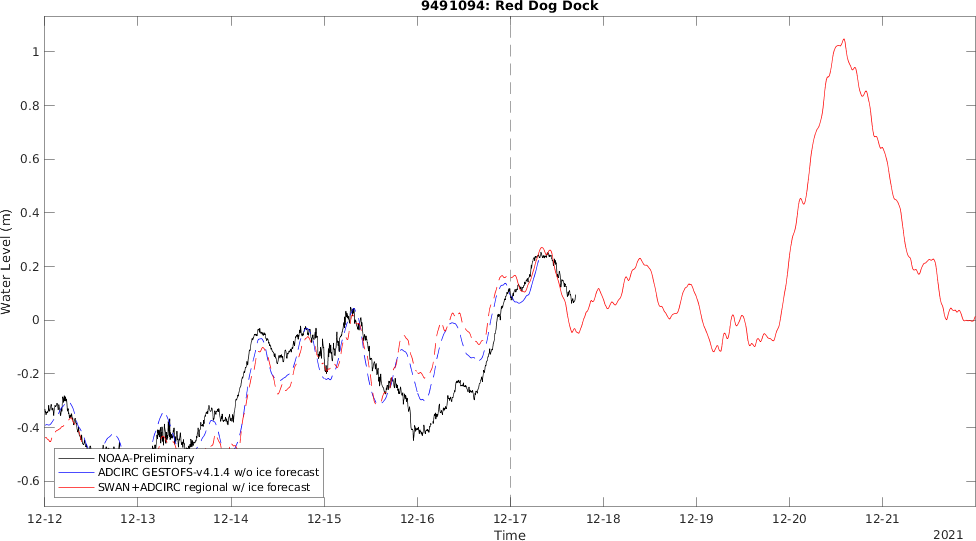 9491094: Red Dog Dock
Water Level (m)
1
0.8
0.6
0.4
0.2
0
-0.2
-0.4
-0.6
NOAA-Preliminary
ADCIRC GESTOFS-v4.1.4 w/o ice forecast
SWAN+ADCIRC regional w/ ice forecast
12-12 12-13 12-14 12-15 12-16 12-17 12-18 12-19 12-20 12-21
Time
2021